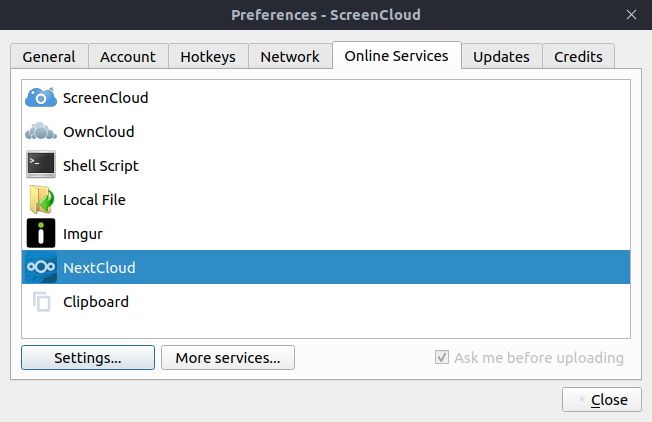 Preferences - ScreenCloud
General Account Hotkeys Network Online Services Updates Credits
ScreenCloud
OwnCloud
>_
Shell Script
Local File
Imgur
NextCloud
Clipboard
Settings... More services... Ask me before uploading
Close